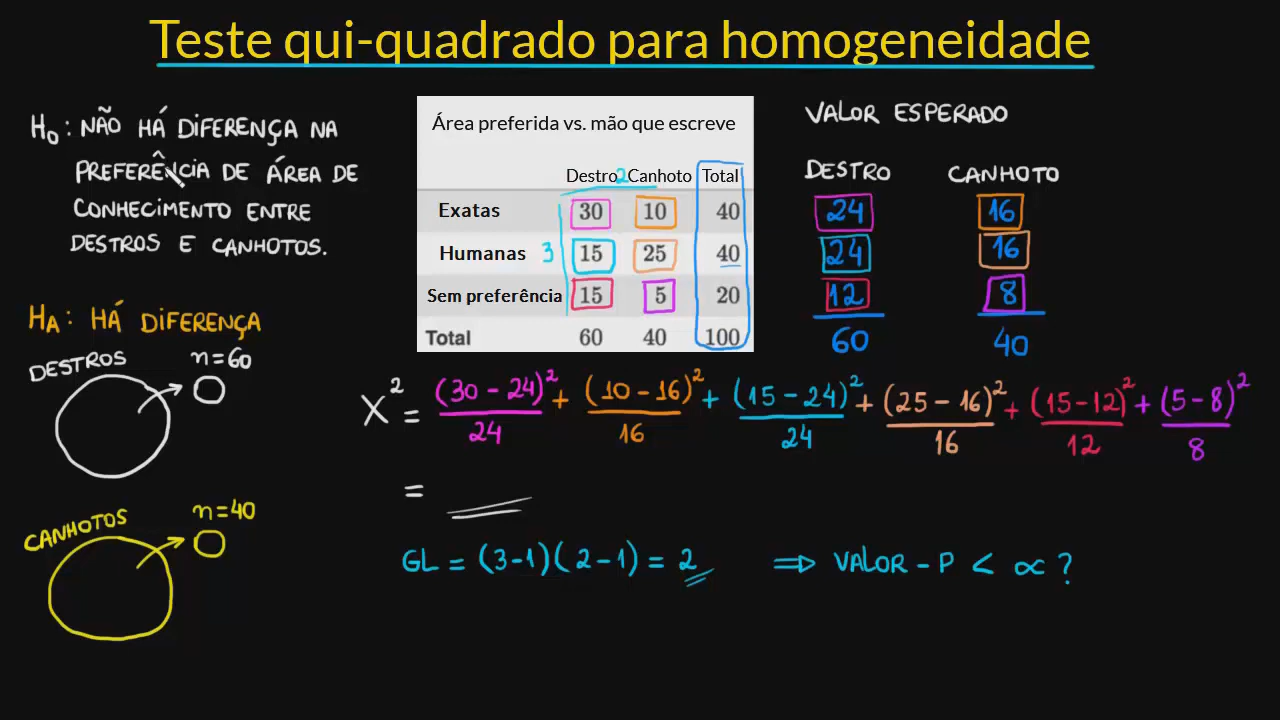 Teste qui-quadrado para homogeneidade
H₀: NÃO HÁ DIFERENÇA NA
PREFERÊNCIA DE ÁREA DE
CONHECIMENTO ENTRE
DESTROS E CANHOTOS.
Hᴀ: HÁ DIFERENÇA
DESTROS n=60
CANHOTOS n=40
Área preferida vs. mão que escreve
Destro 2 Canhoto Total
Exatas 30 10 40
Humanas 3 15 25 40
Sem preferência 15 5 20
Total 60 40 100
VALOR ESPERADO
DESTRO CANHOTO
24 16
24 16
12 8
60 40
X² = (30-24)²/24 + (10-16)²/16 + (15-24)²/24 + (25-16)²/16 + (15-12)²/12 + (5-8)²/8
=
GL = (3-1)(2-1) = 2 ⇒ VALOR-P < ∝ ?